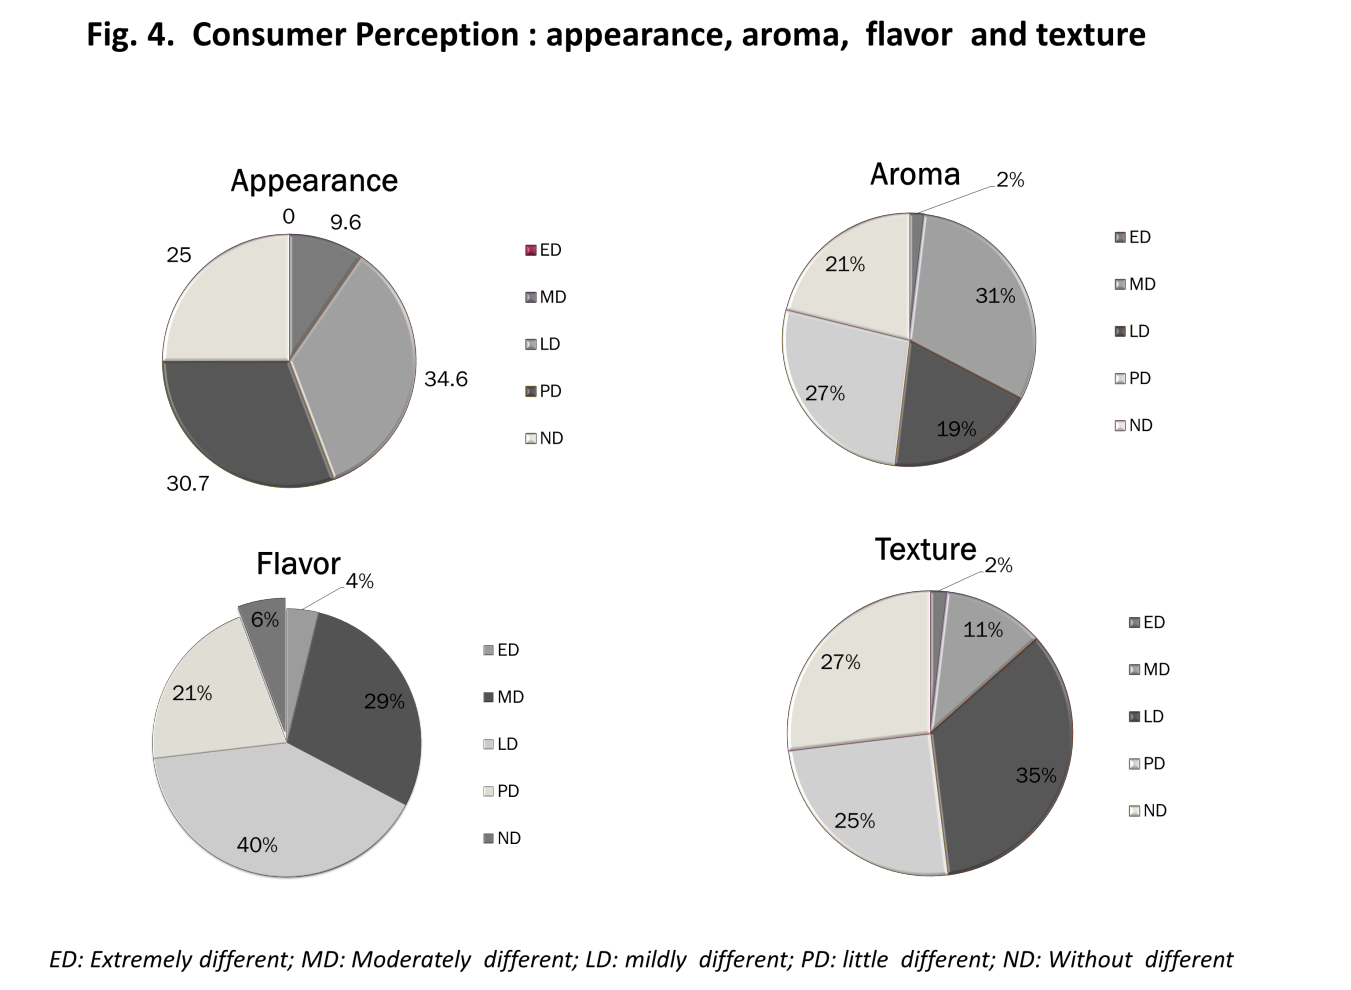 Fig. 4. Consumer Perception : appearance, aroma, flavor and texture
Appearance
0
9.6
34.6
30.7
25
ED
MD
LD
PD
ND
Aroma
2%
31%
19%
27%
21%
ED
MD
LD
PD
ND
Flavor
4%
29%
40%
21%
6%
ED
MD
LD
PD
ND
Texture
2%
11%
35%
25%
27%
ED
MD
LD
PD
ND
ED: Extremely different; MD: Moderately different; LD: mildly different; PD: little different; ND: Without different